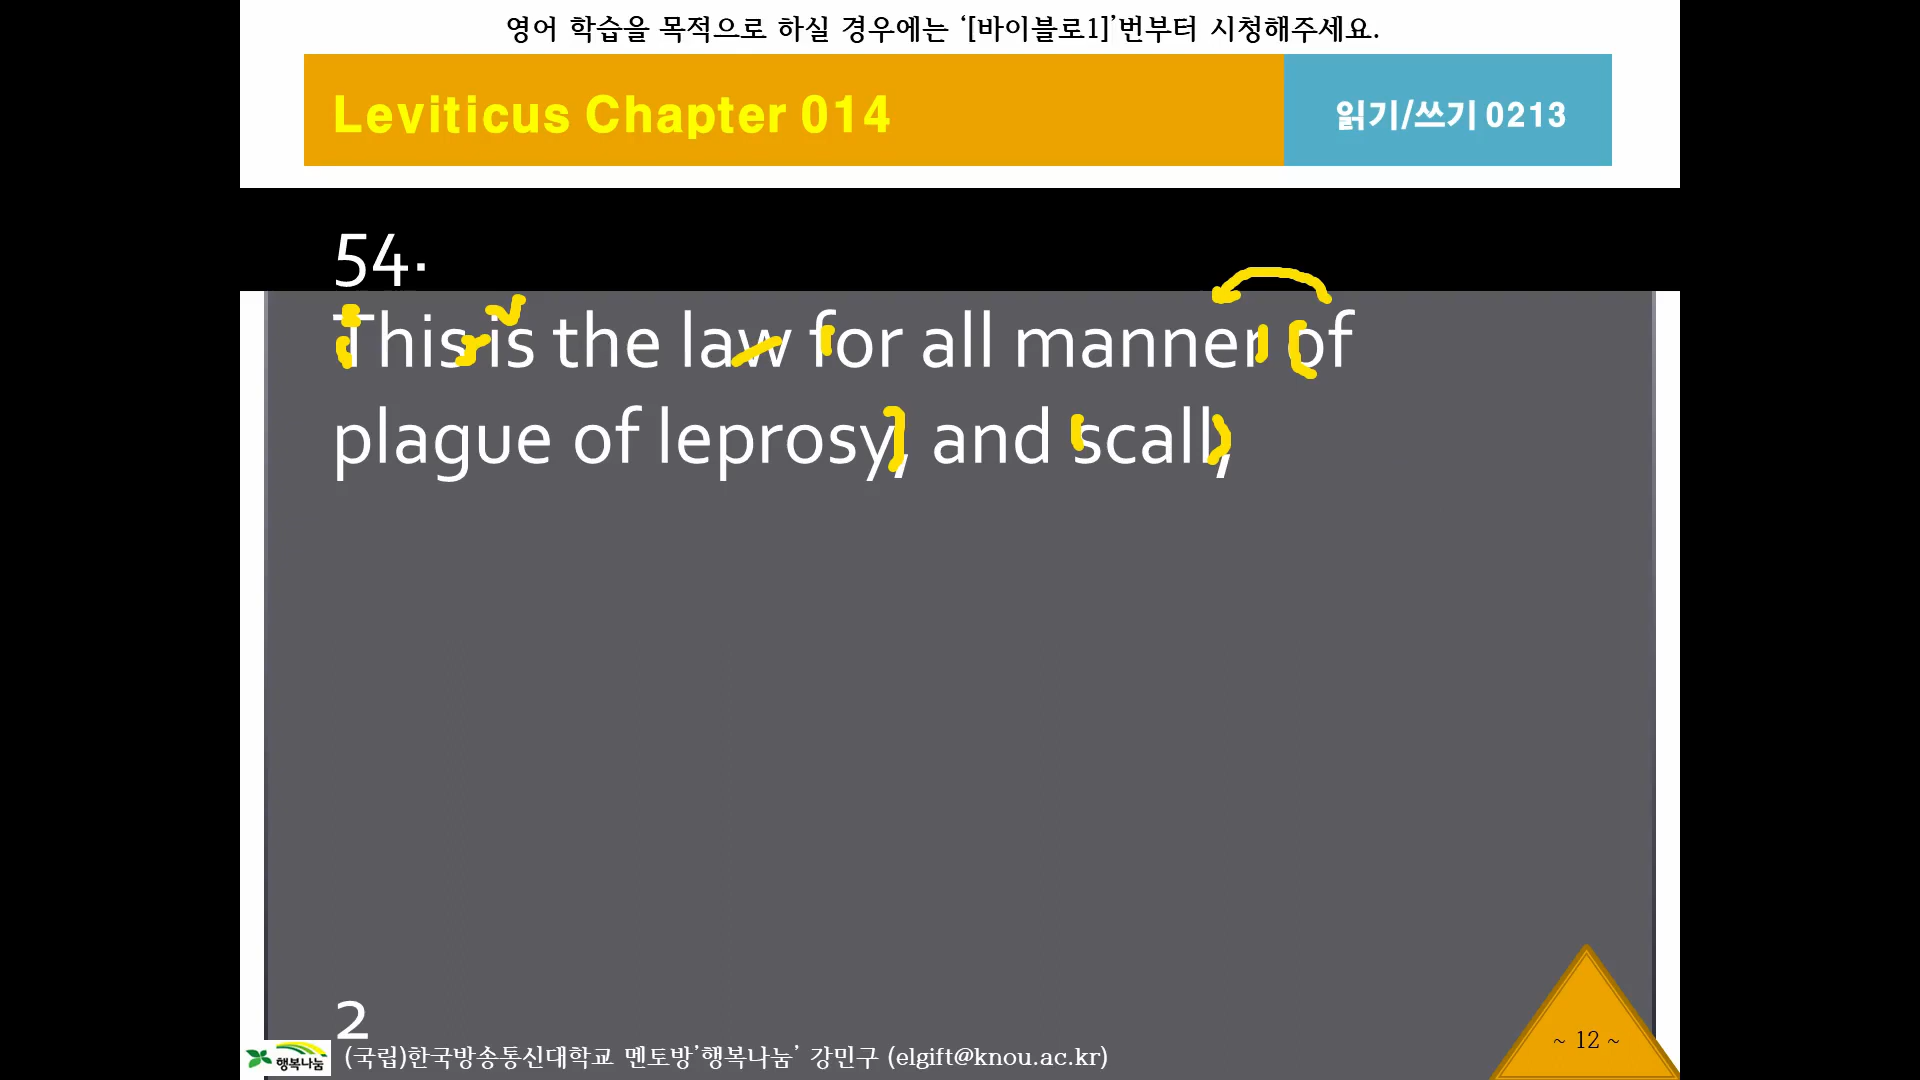 영어 학습을 목적으로 하실 경우에는 ‘[바이블로1]’번부터 시청해주세요.
Leviticus Chapter 014
읽기/쓰기 0213
54.
This is the law for all manner of
plague of leprosy, and scall,
2
~ 12 ~
행복나눔
(국립)한국방송통신대학교 멘토방’행복나눔’ 강민구 (elgift@knou.ac.kr)